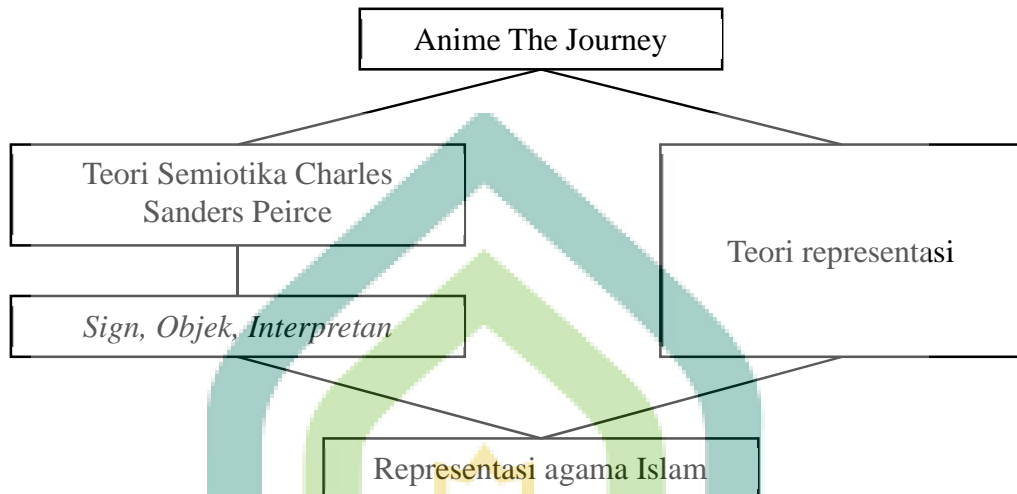 Anime The Journey
Teori Semiotika Charles
Sanders Peirce
Teori representasi
Sign, Objek, Interpretan
Representasi agama Islam